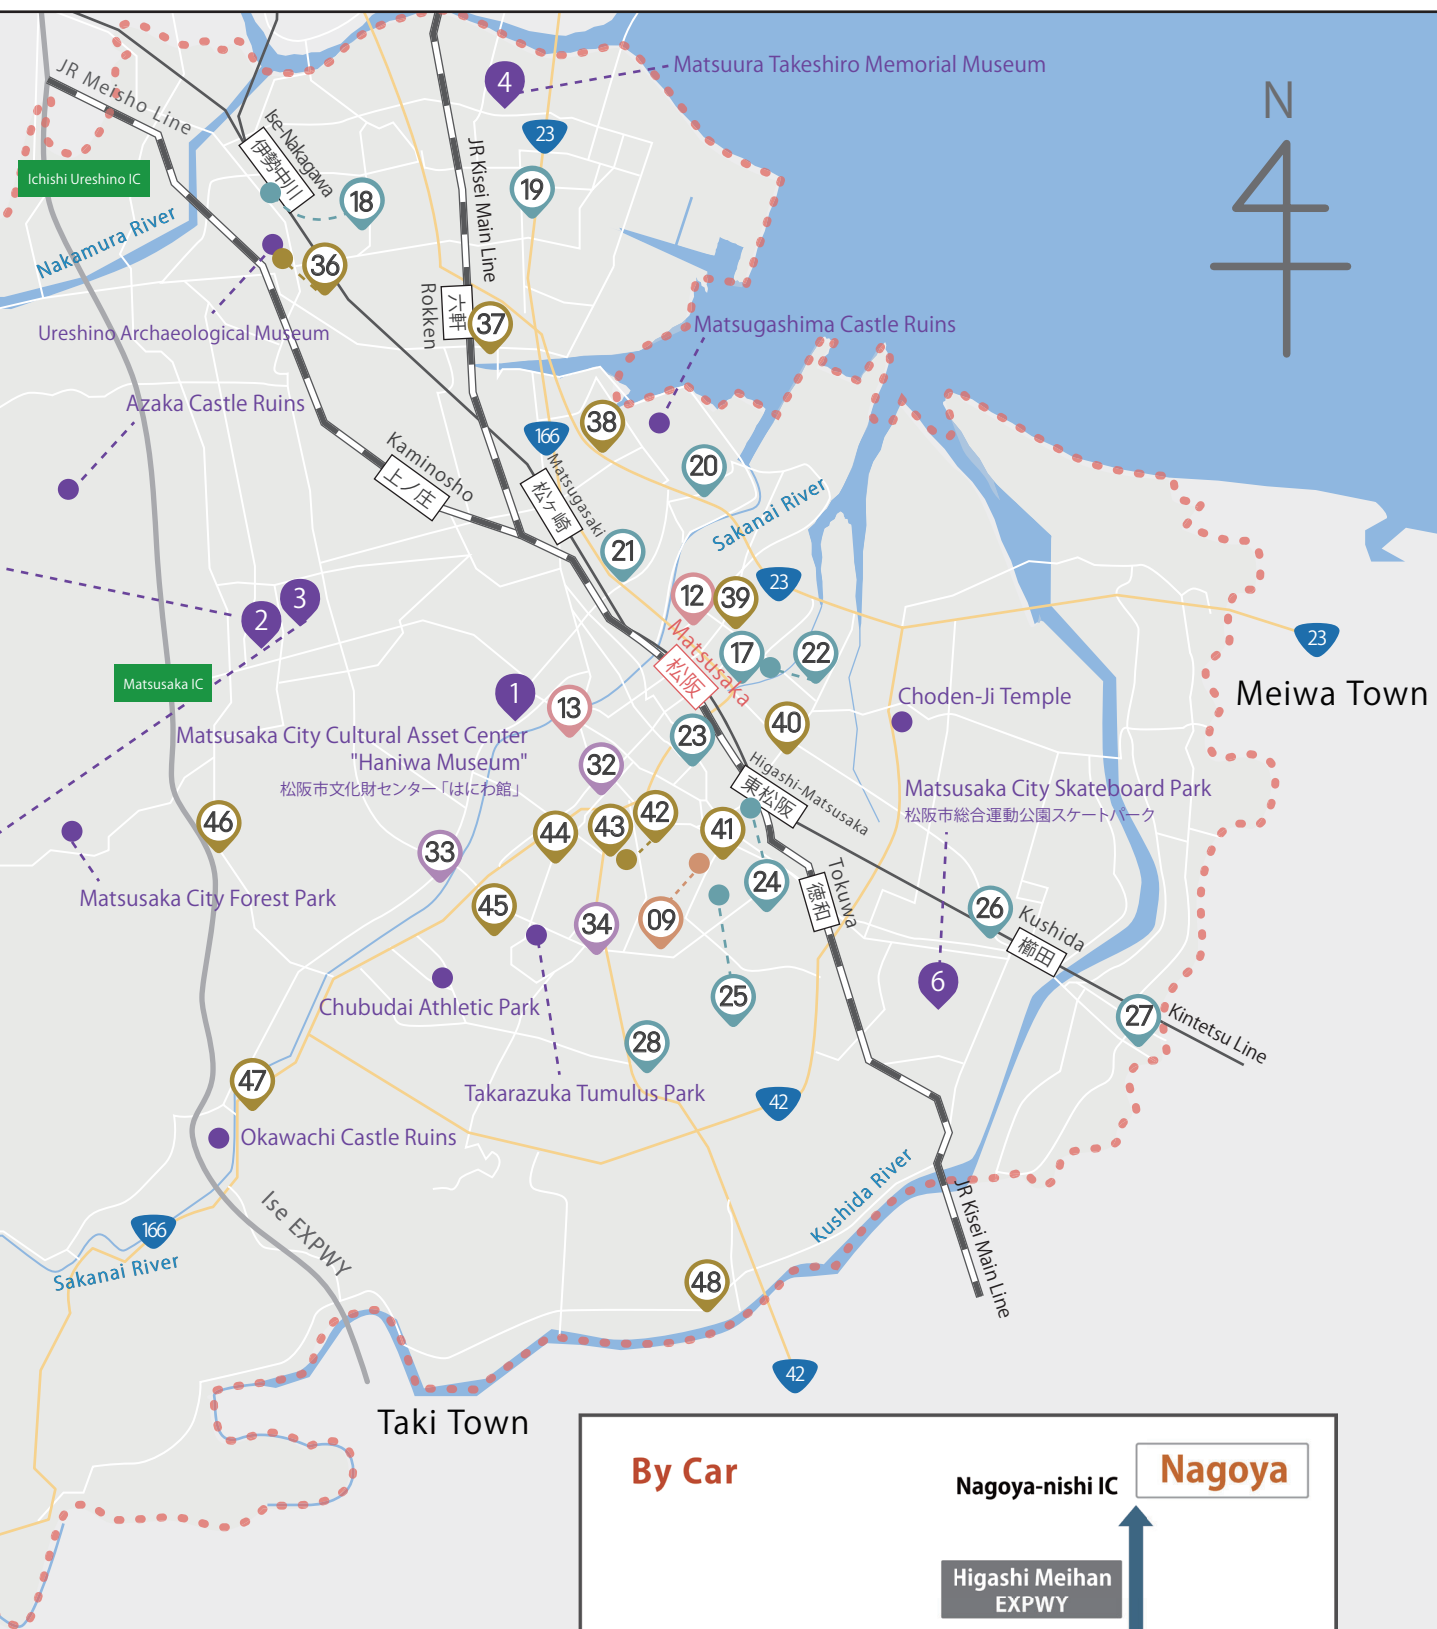 Matsuura Takeshiro Memorial Museum
4
N
JR Meisho Line
Ise-Nakagawa
伊勢中川
23
JR Kisei Main Line
Ichishi Ureshino IC
18
19
Nakamura River
36
六軒
Rokken
37
Ureshino Archaeological Museum
Matsugashima Castle Ruins
Azaka Castle Ruins
38
166
Kaminosho
上ノ庄
Matsugasaki
松ヶ崎
20
Sakanai River
21
12
39
23
3
2
23
Matsusaka
松阪
17
22
Matsusaka IC
Meiwa Town
1
13
Choden-Ji Temple
40
23
Matsusaka City Cultural Asset Center
"Haniwa Museum"
松阪市文化財センター「はにわ館」
32
Higashi-Matsusaka
東松阪
Matsusaka City Skateboard Park
松阪市総合運動公園スケートパーク
46
42
43
44
41
33
24
Tokuwa
徳和
Matsusaka City Forest Park
45
34
09
26
Kushida
櫛田
6
25
Chubudai Athletic Park
27
Kintetsu Line
28
47
Takarazuka Tumulus Park
42
Okawachi Castle Ruins
Kushida River
JR Kisei Main Line
Ise EXPWY
166
Sakanai River
48
42
Taki Town
By Car
Nagoya-nishi IC
Nagoya
Higashi Meihan
EXPWY